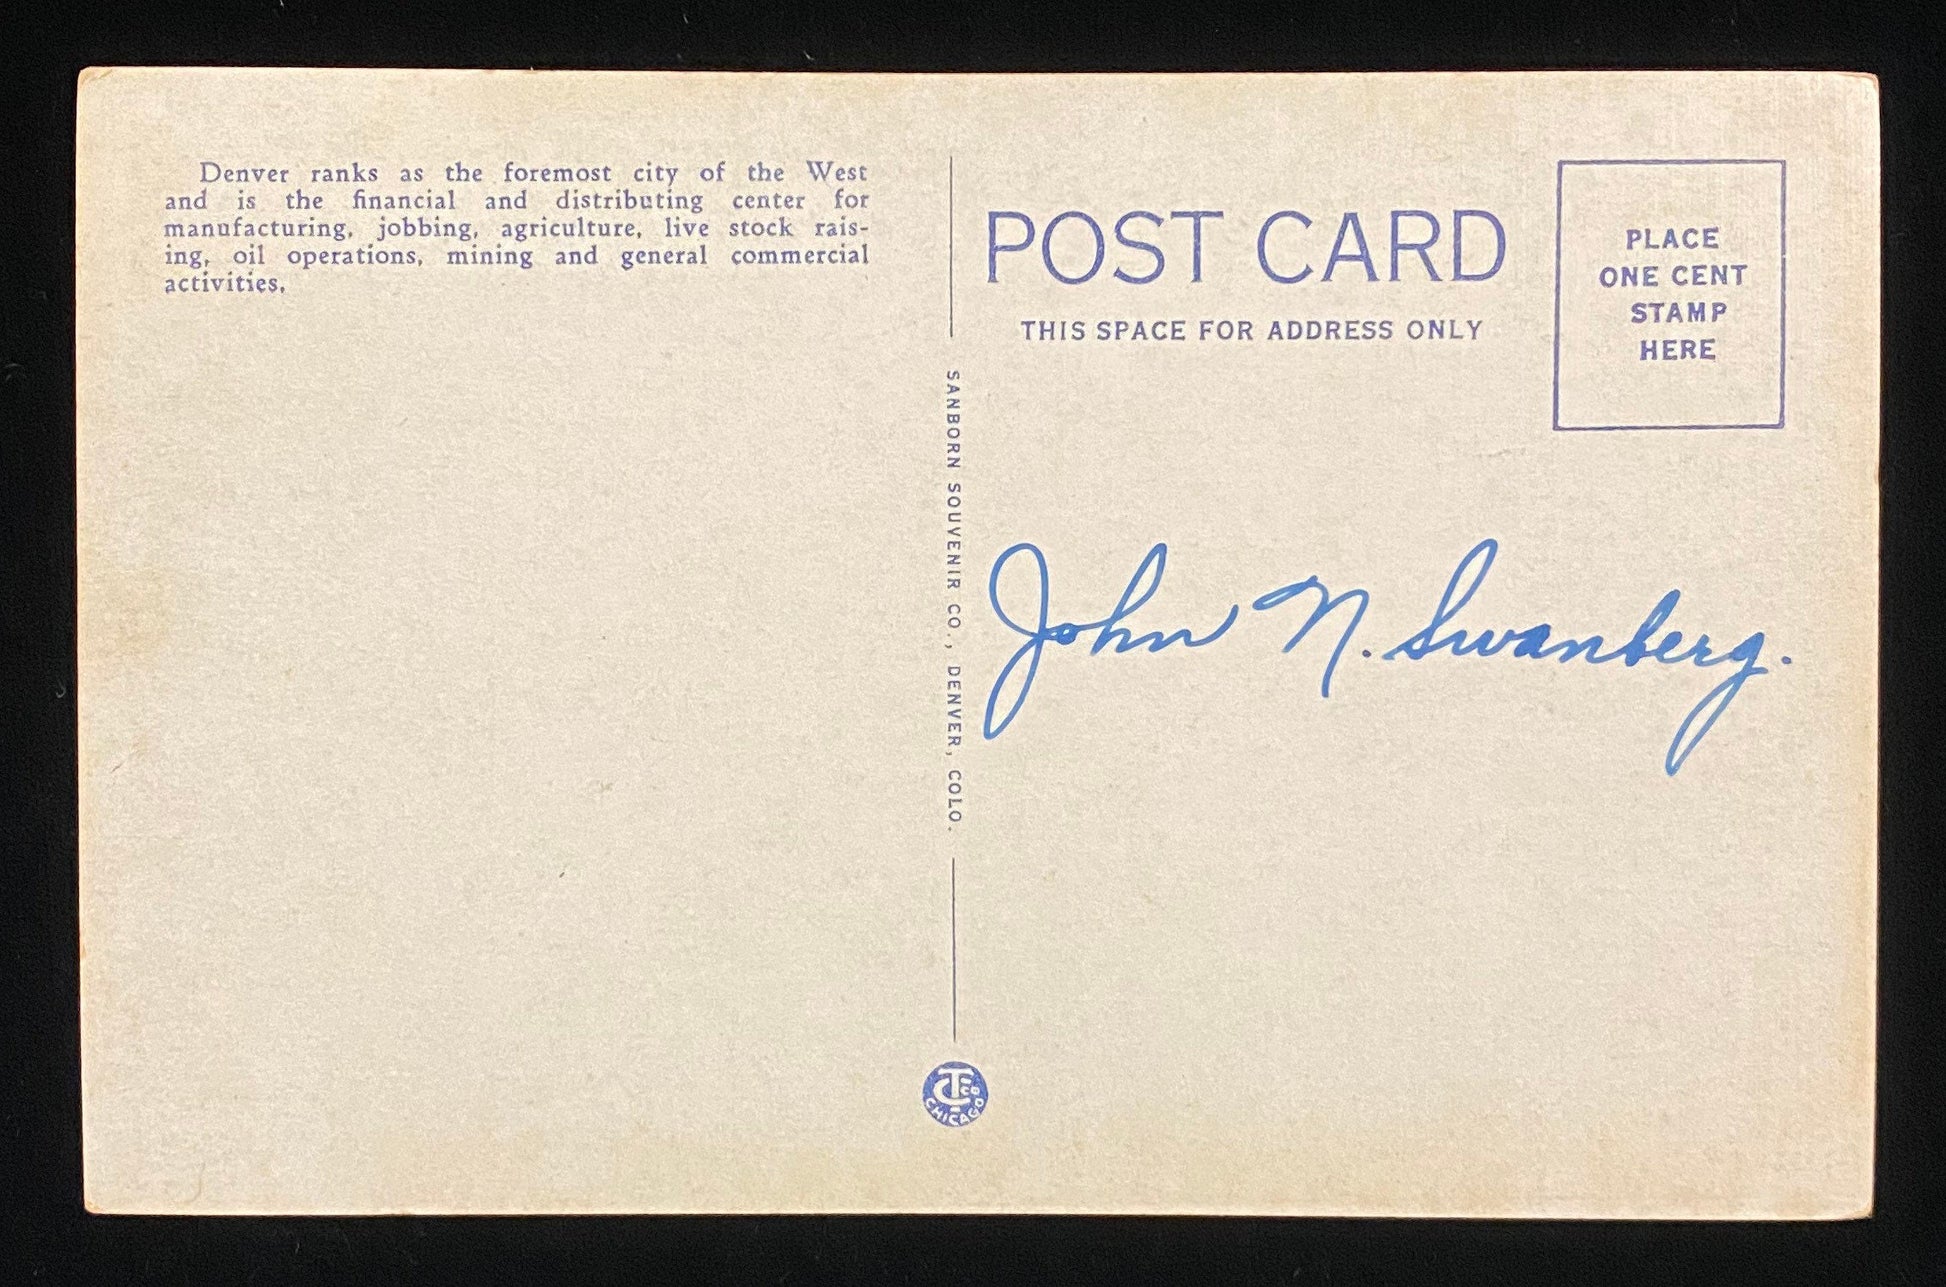 Denver ranks as the foremost city of the West
and is the financial and distributing center for
manufacturing, jobbing, agriculture, live stock rais-
ing, oil operations, mining and general commercial
activities.
SANBORN SOUVENIR CO., DENVER, COLO.
CT CO
CHICAGO
POST CARD
THIS SPACE FOR ADDRESS ONLY
PLACE
ONE CENT
STAMP
HERE
John N. Swanberg.